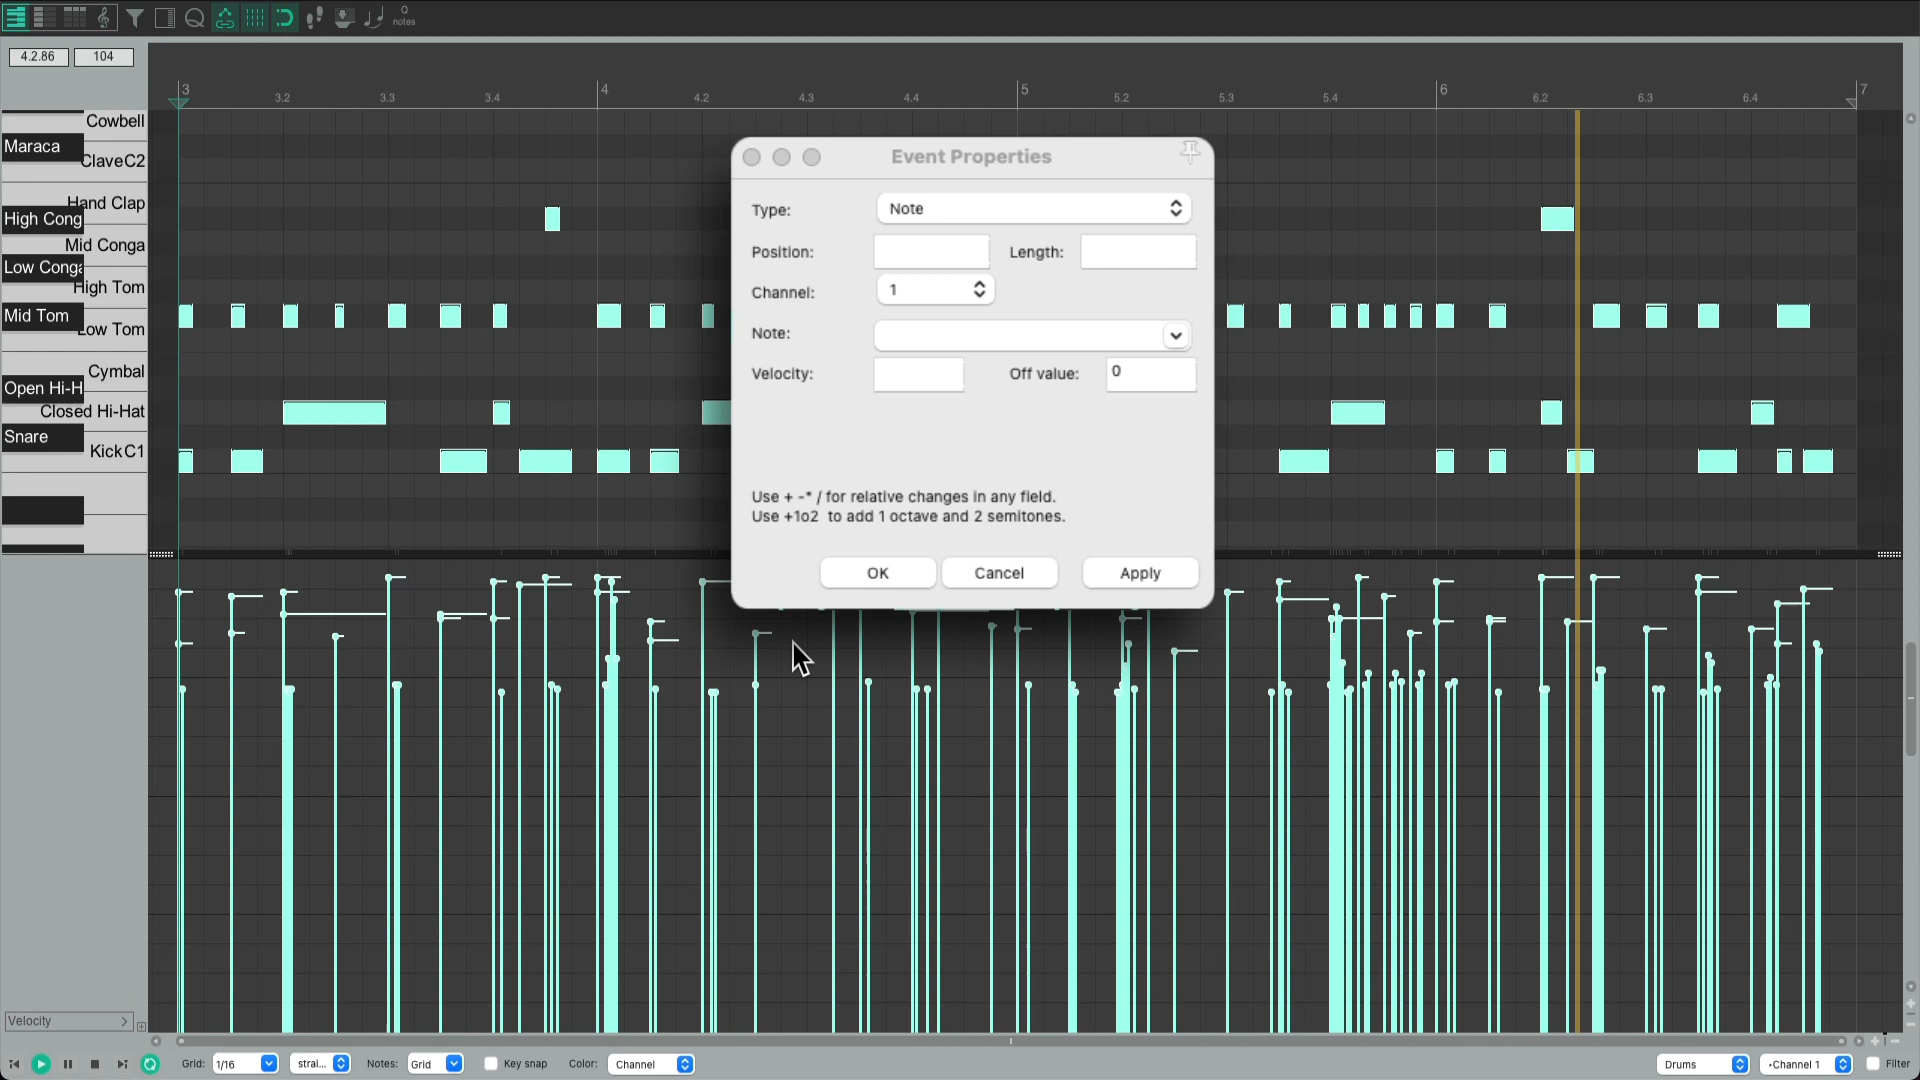 Q
notes
4.2.86 104
3 3.2 3.3 3.4 4 4.2 4.3 4.4 5 5.2 5.3 5.4 6 6.2 6.3 6.4 7
Cowbell
Maraca
ClaveC2
Hand Clap
High Cong
Mid Conga
Low Conga
High Tom
Mid Tom
Low Tom
Cymbal
Open Hi-H
Closed Hi-Hat
Snare
KickC1
Event Properties
Type: Note
Position: Length:
Channel: 1
Note:
Velocity: Off value: 0
Use + -* / for relative changes in any field.
Use +1o2 to add 1 octave and 2 semitones.
OK Cancel Apply
Velocity >
Grid: 1/16 strai... Notes: Grid Key snap Color: Channel Drums •Channel 1 Filter